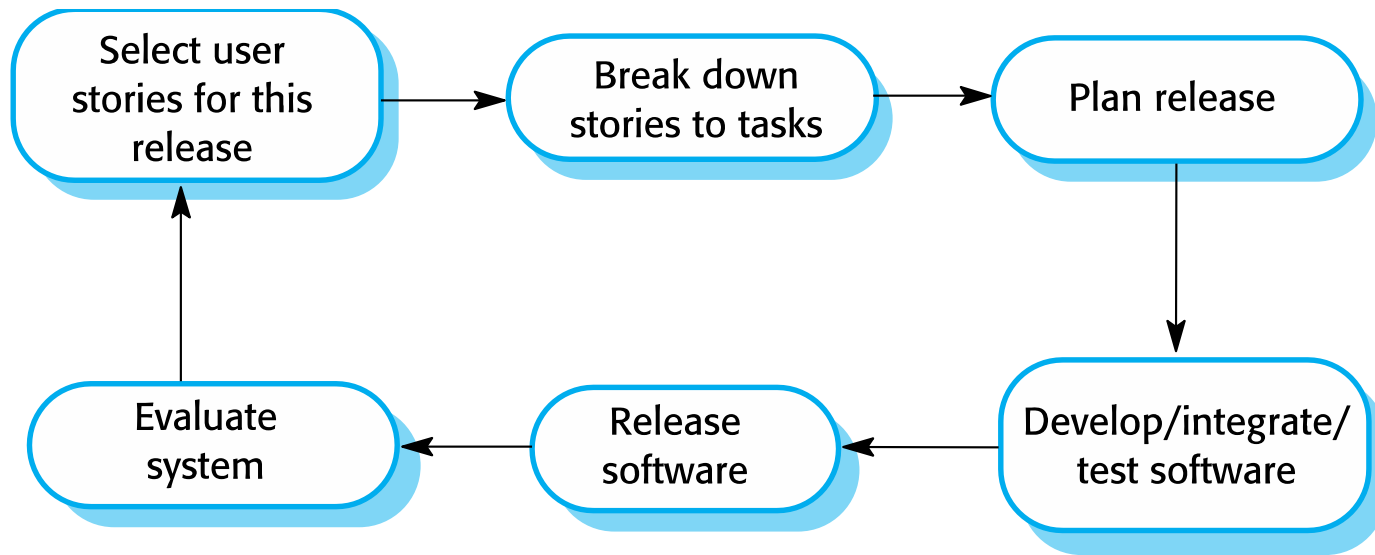 Select user
stories for this
release
Break down
stories to tasks
Plan release
Evaluate
system
Release
software
Develop/integrate/
test software